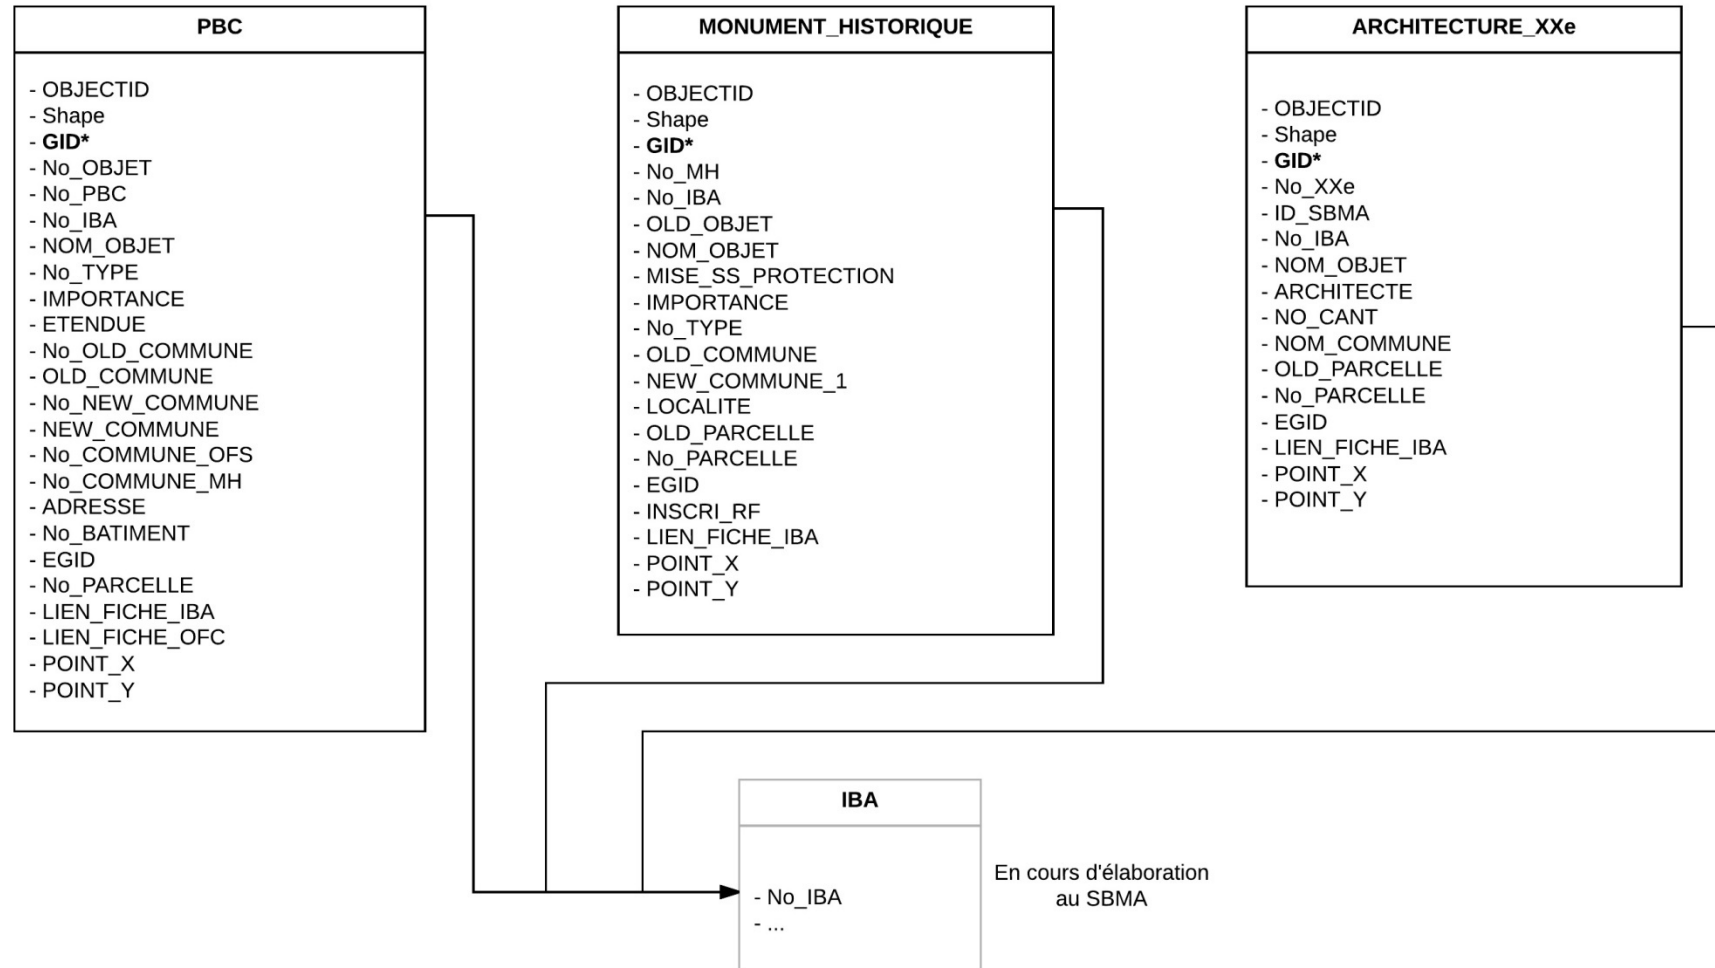 PBC
- OBJECTID
- Shape
- GID*
- No_OBJET
- No_PBC
- No_IBA
- NOM_OBJET
- No_TYPE
- IMPORTANCE
- ETENDUE
- No_OLD_COMMUNE
- OLD_COMMUNE
- No_NEW_COMMUNE
- NEW_COMMUNE
- No_COMMUNE_OFS
- No_COMMUNE_MH
- ADRESSE
- No_BATIMENT
- EGID
- No_PARCELLE
- LIEN_FICHE_IBA
- LIEN_FICHE_OFC
- POINT_X
- POINT_Y
MONUMENT_HISTORIQUE
- OBJECTID
- Shape
- GID*
- No_MH
- No_IBA
- OLD_OBJET
- NOM_OBJET
- MISE_SS_PROTECTION
- IMPORTANCE
- No_TYPE
- OLD_COMMUNE
- NEW_COMMUNE_1
- LOCALITE
- OLD_PARCELLE
- No_PARCELLE
- EGID
- INSCRI_RF
- LIEN_FICHE_IBA
- POINT_X
- POINT_Y
ARCHITECTURE_XXe
- OBJECTID
- Shape
- GID*
- No_XXe
- ID_SBMA
- No_IBA
- NOM_OBJET
- ARCHITECTE
- NO_CANT
- NOM_COMMUNE
- OLD_PARCELLE
- No_PARCELLE
- EGID
- LIEN_FICHE_IBA
- POINT_X
- POINT_Y
IBA
- No_IBA
- ...
En cours d'élaboration
au SBMA